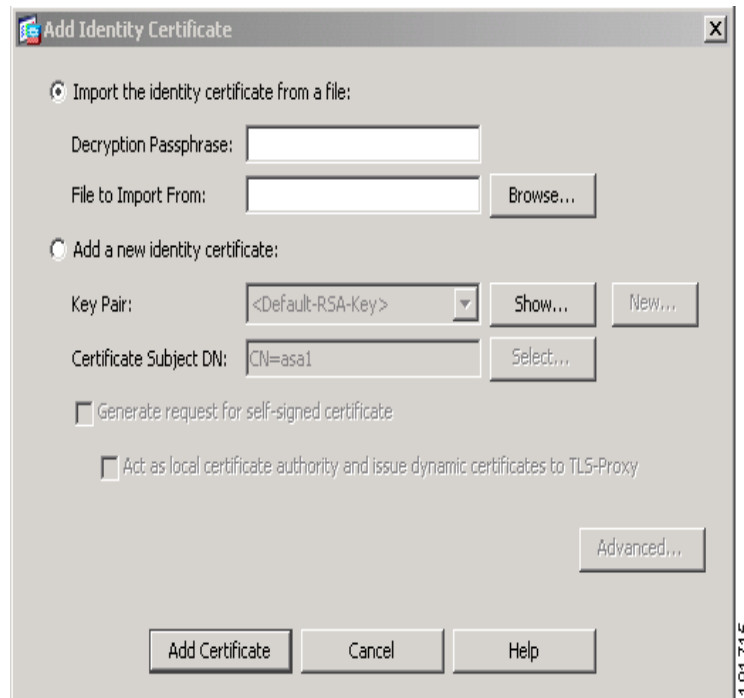 Add Identity Certificate
Import the identity certificate from a file:
Decryption Passphrase:
File to Import From:
Browse...
Add a new identity certificate:
Key Pair:
<Default-RSA-Key>
Show...
New...
Certificate Subject DN:
CN=asa1
Select...
Generate request for self-signed certificate
Act as local certificate authority and issue dynamic certificates to TLS-Proxy
Advanced...
Add Certificate
Cancel
Help